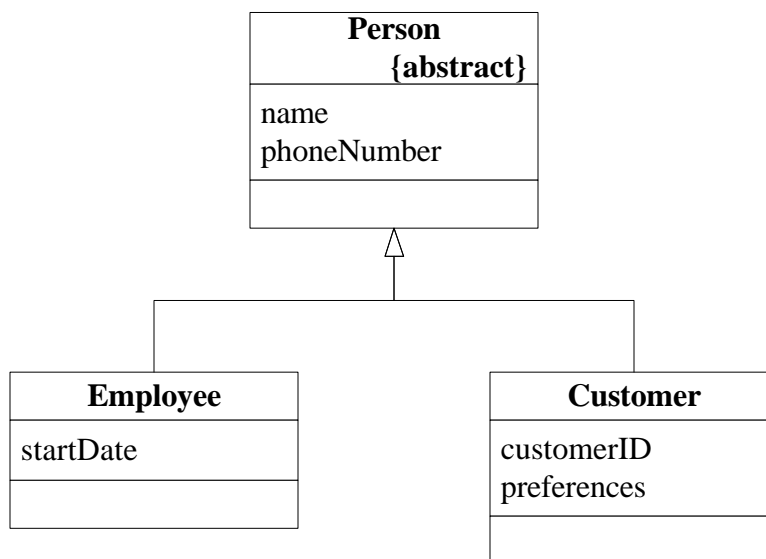 Person
{abstract}
name
phoneNumber
Employee
startDate
Customer
customerID
preferences